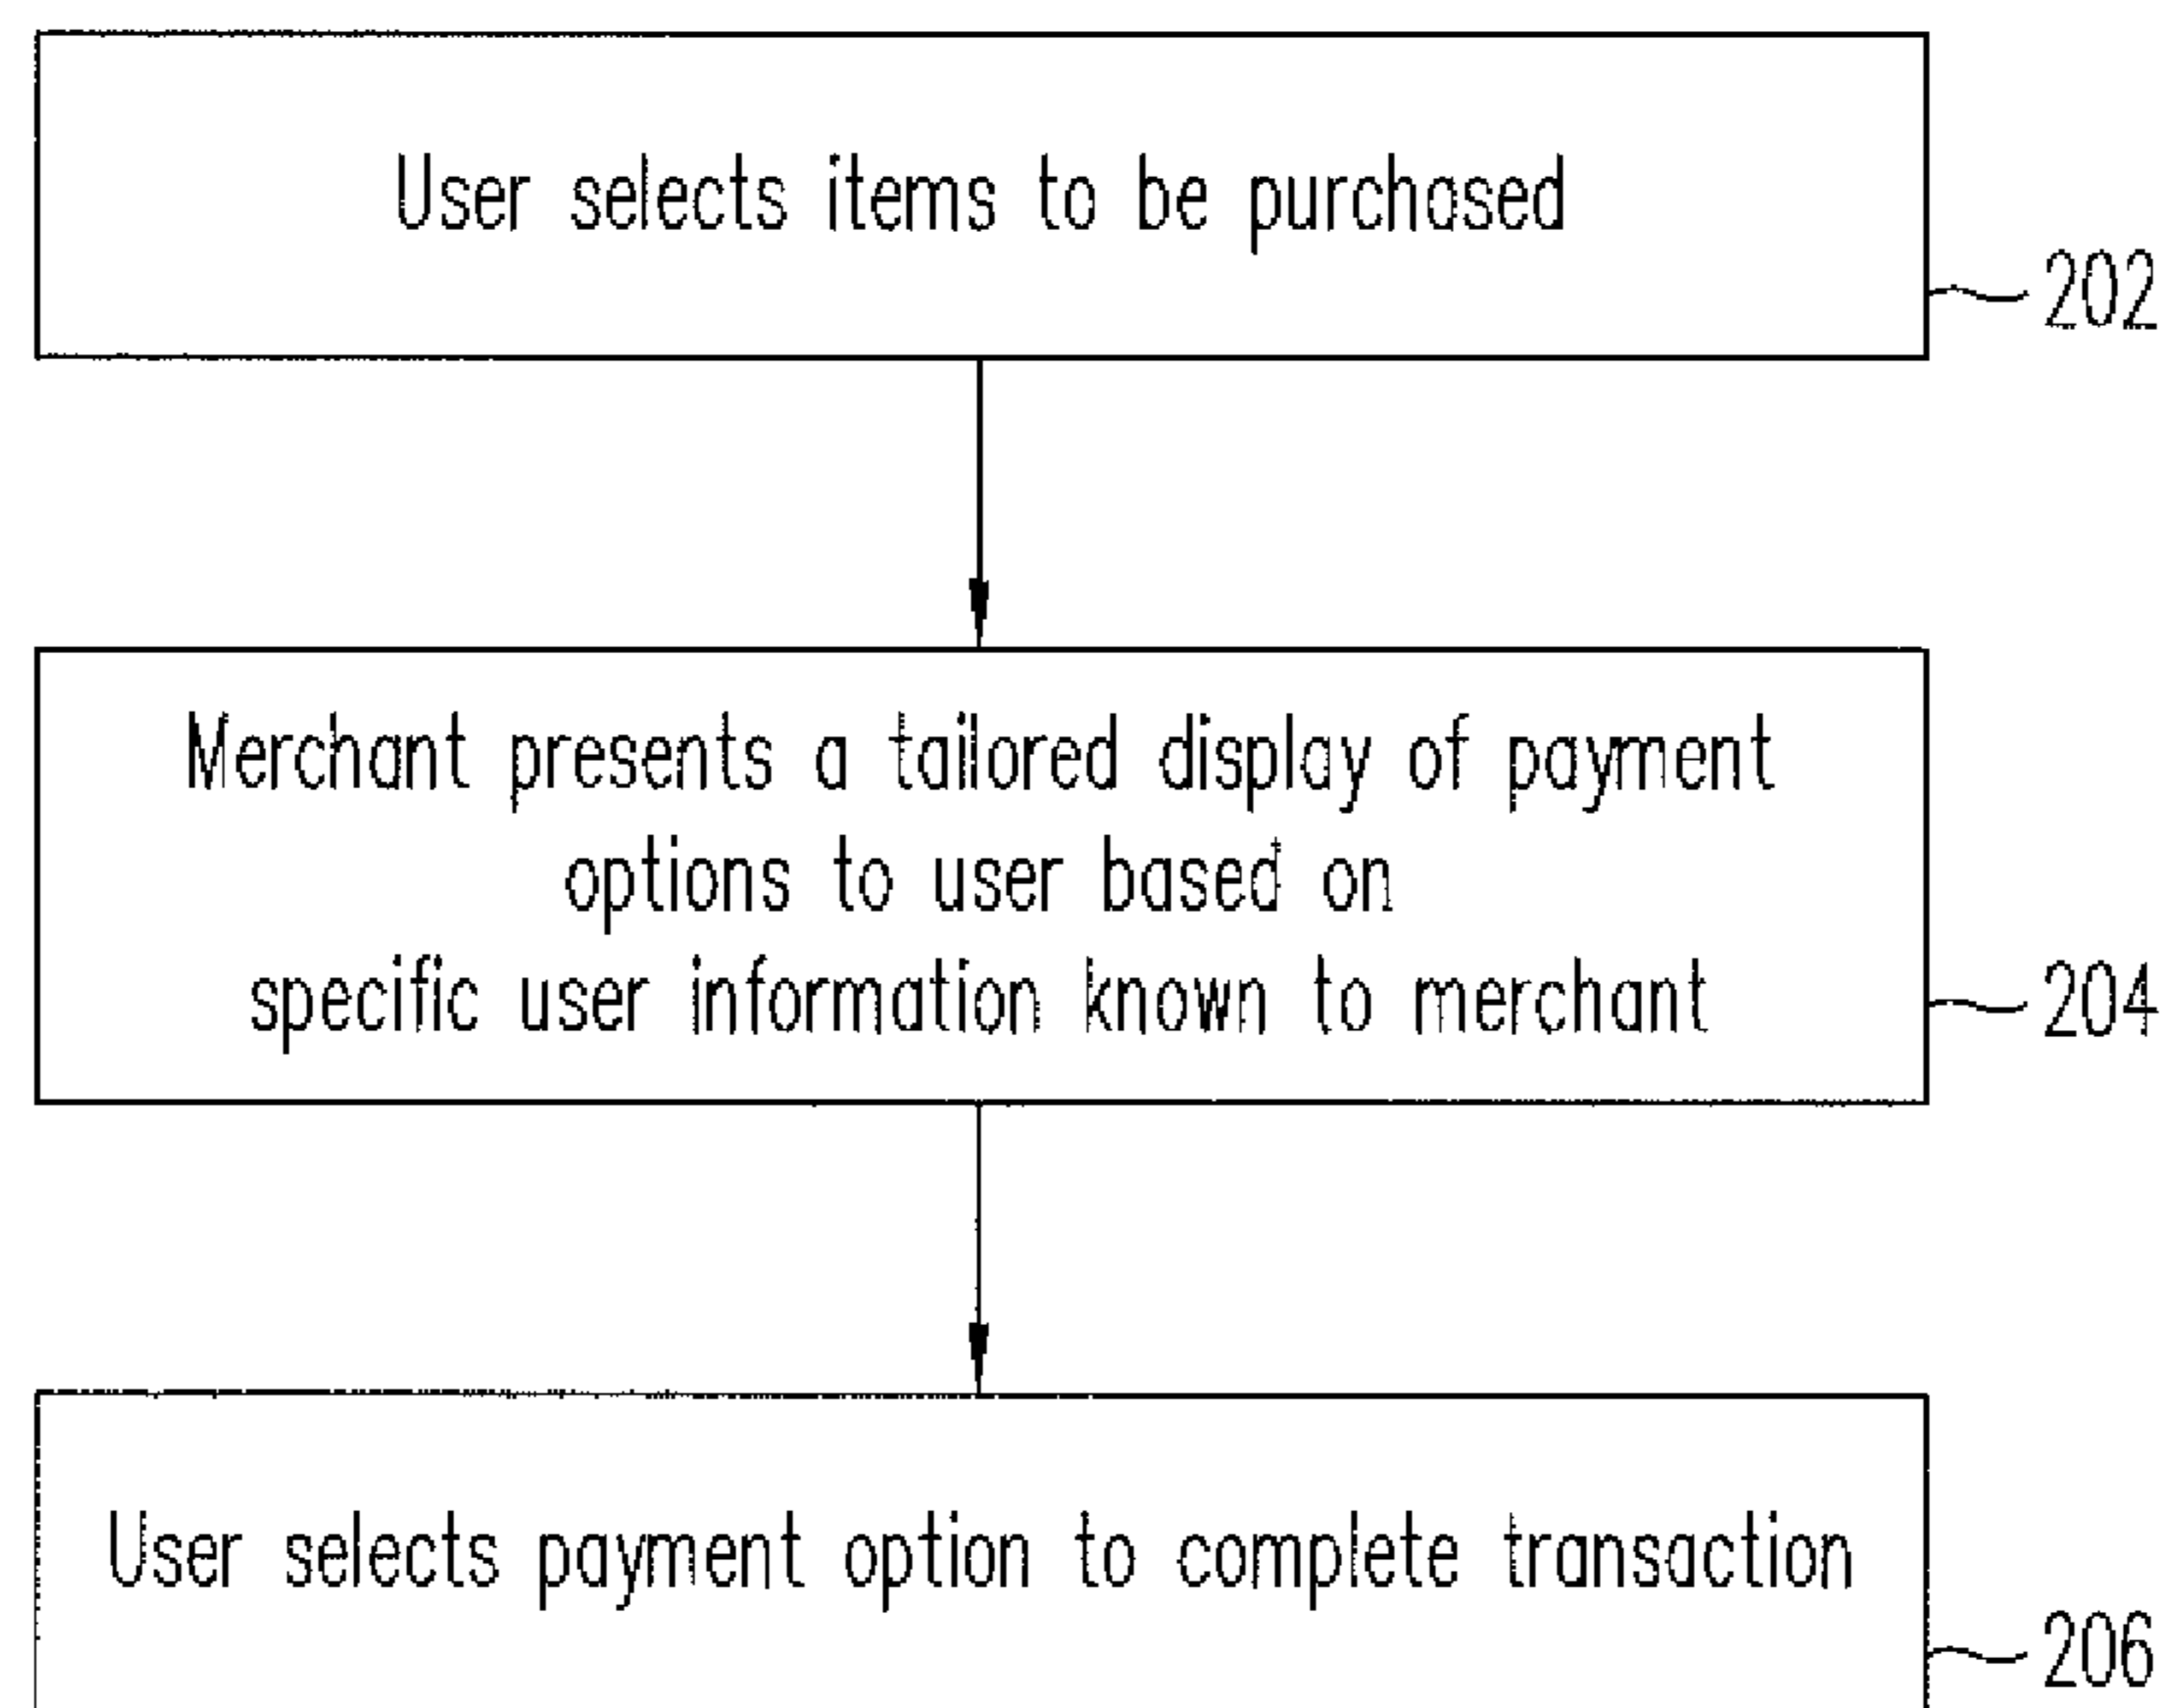 User selects items to be purchased
202
Merchant presents a tailored display of payment
options to user based on
specific user information known to merchant
204
User selects payment option to complete transaction
206